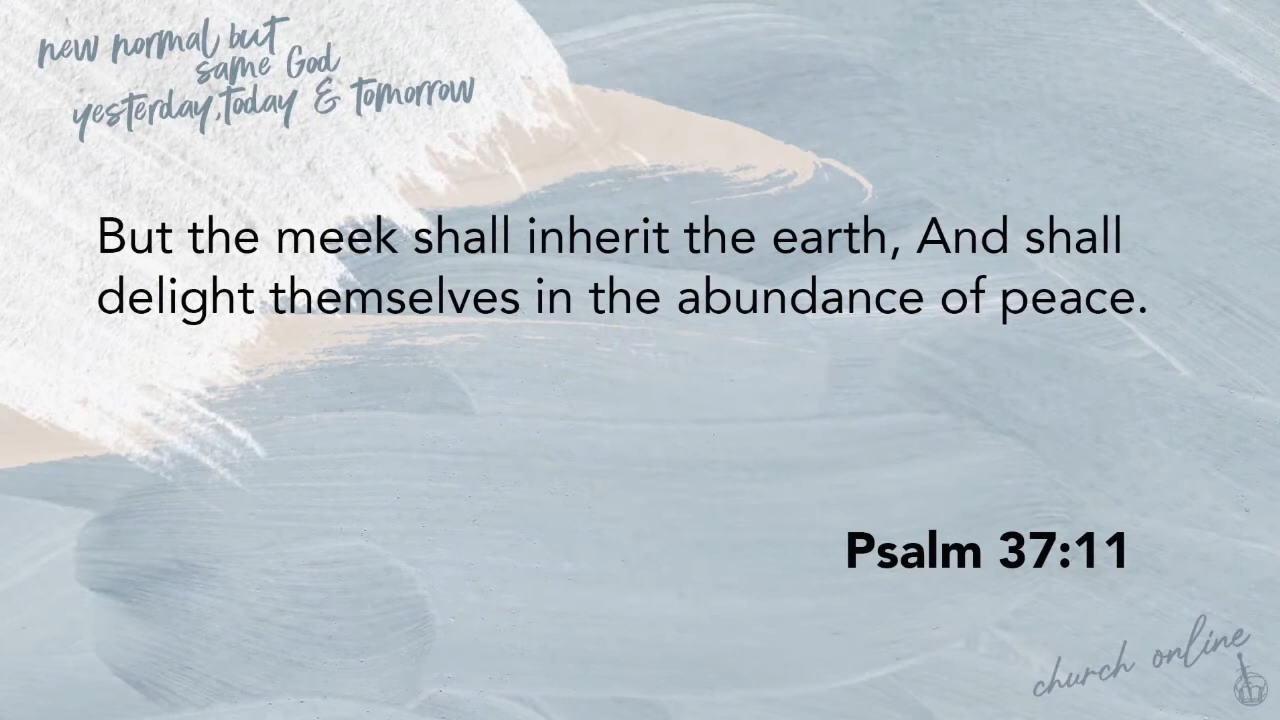 new normal but
same God
yesterday, today & tomorrow
But the meek shall inherit the earth, And shall
delight themselves in the abundance of peace.
Psalm 37:11
church online